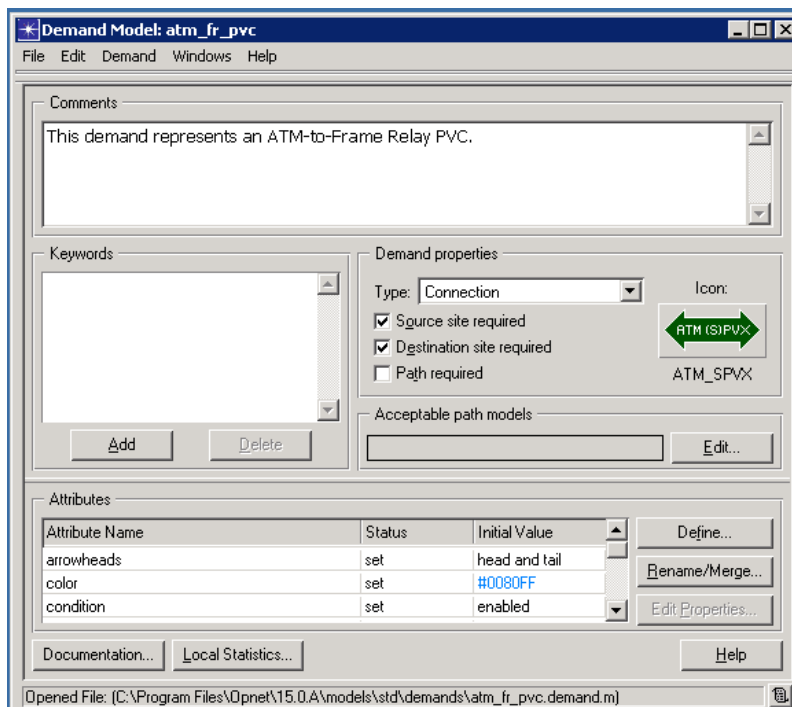 Demand Model: atm_fr_pvc
File Edit Demand Windows Help
Comments
This demand represents an ATM-to-Frame Relay PVC.
Keywords
Add Delete
Demand properties
Type: Connection
Source site required
Destination site required
Path required
Icon:
ATM (S)PVX
ATM_SPVX
Acceptable path models
Edit...
Attributes
Attribute Name Status Initial Value
arrowheads set head and tail
color set #0080FF
condition set enabled
Define...
Rename/Merge...
Edit Properties...
Documentation... Local Statistics... Help
Opened File: (C:\Program Files\Opnet\15.0.A\models\std\demands\atm_fr_pvc.demand.m)